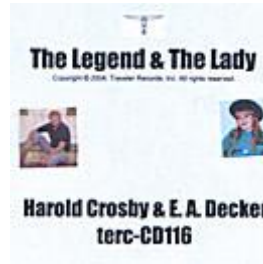 The Legend & The Lady
Copyright © 2004, Traveler Records, Inc. All rights reserved.
Harold Crosby & E. A. Decker
terc-CD116